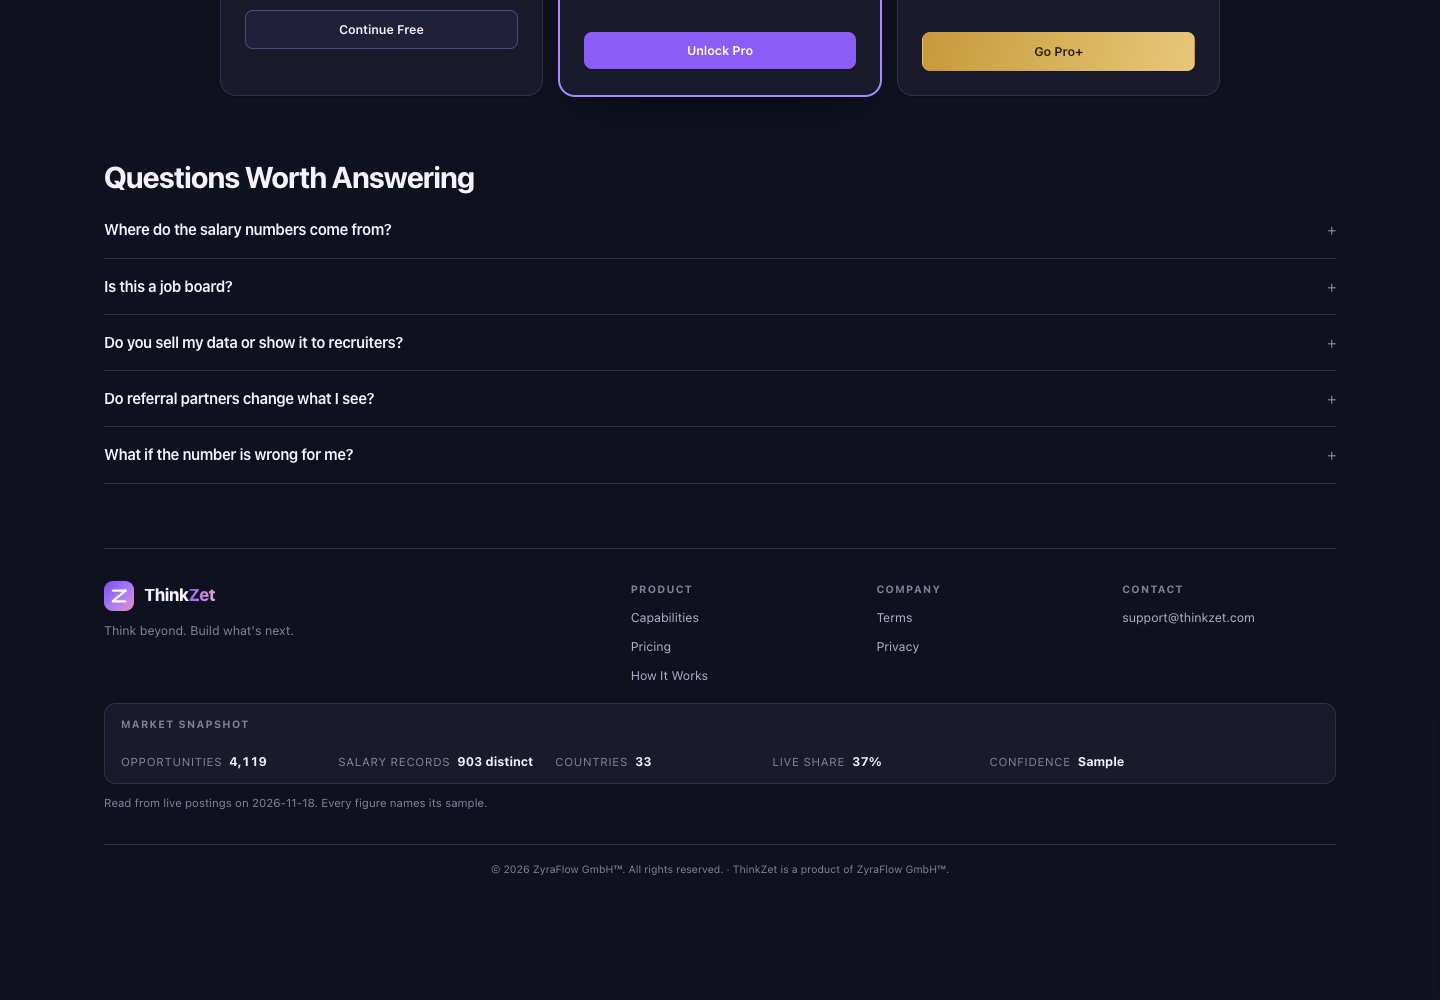 Continue Free
Unlock Pro
Go Pro+
Questions Worth Answering
Where do the salary numbers come from? +
Is this a job board? +
Do you sell my data or show it to recruiters? +
Do referral partners change what I see? +
What if the number is wrong for me? +
ThinkZet
Think beyond. Build what's next.
PRODUCT
Capabilities
Pricing
How It Works
COMPANY
Terms
Privacy
CONTACT
support@thinkzet.com
MARKET SNAPSHOT
OPPORTUNITIES 4,119 SALARY RECORDS 903 distinct COUNTRIES 33 LIVE SHARE 37% CONFIDENCE Sample
Read from live postings on 2026-11-18. Every figure names its sample.
© 2026 ZyraFlow GmbH™. All rights reserved. · ThinkZet is a product of ZyraFlow GmbH™.